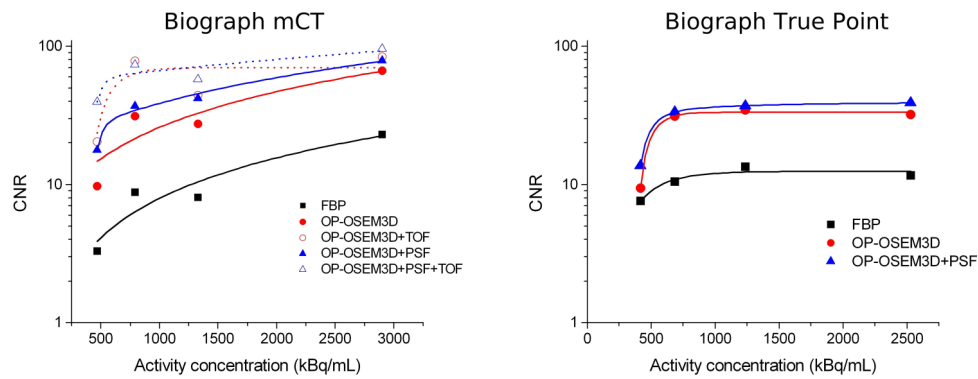 Biograph mCT
100
10
1
CNR
500 1000 1500 2000 2500 3000
Activity concentration (kBq/mL)
FBP
OP-OSEM3D
OP-OSEM3D+TOF
OP-OSEM3D+PSF
OP-OSEM3D+PSF+TOF
Biograph True Point
100
10
1
CNR
0 500 1000 1500 2000 2500
Activity concentration (kBq/mL)
FBP
OP-OSEM3D
OP-OSEM3D+PSF